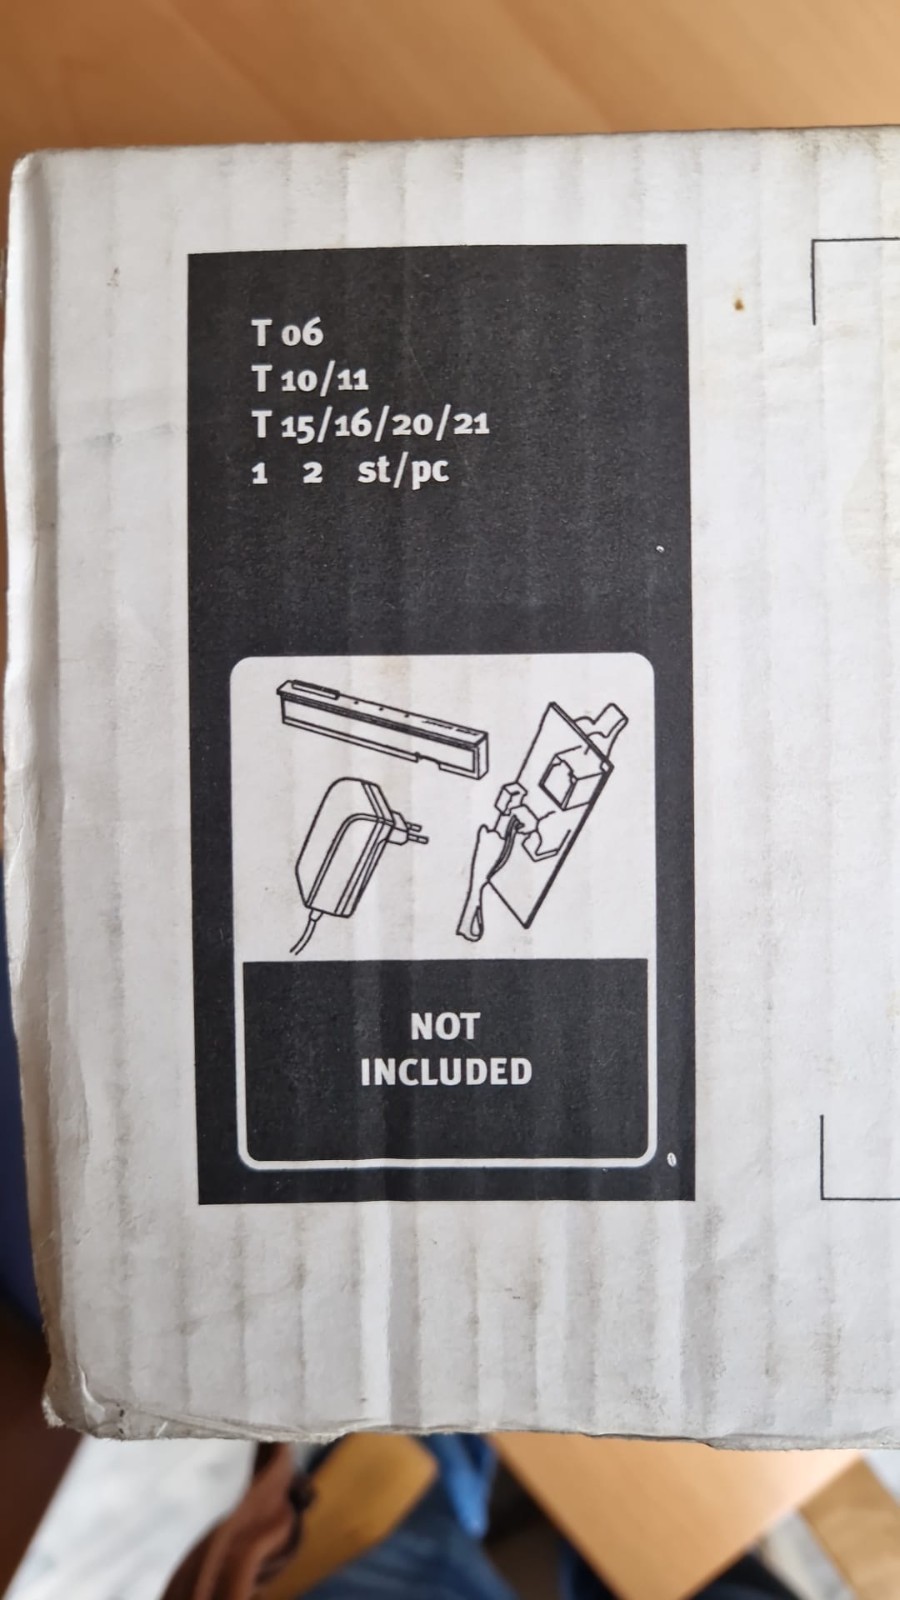 T 06
T 10/11
T 15/16/20/21
1 2 st/pc
NOT
INCLUDED